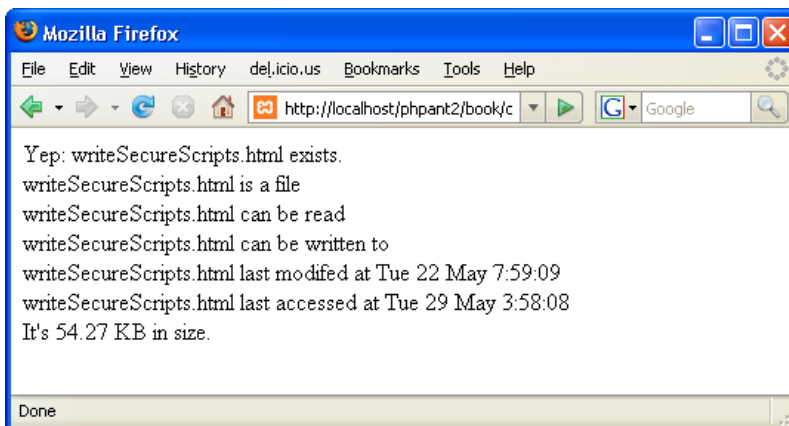 Mozilla Firefox
File Edit View History del.icio.us Bookmarks Tools Help
http://localhost/phpant2/book/c G Google
Yep: writeSecureScripts.html exists.
writeSecureScripts.html is a file
writeSecureScripts.html can be read
writeSecureScripts.html can be written to
writeSecureScripts.html last modifed at Tue 22 May 7:59:09
writeSecureScripts.html last accessed at Tue 29 May 3:58:08
It's 54.27 KB in size.
Done